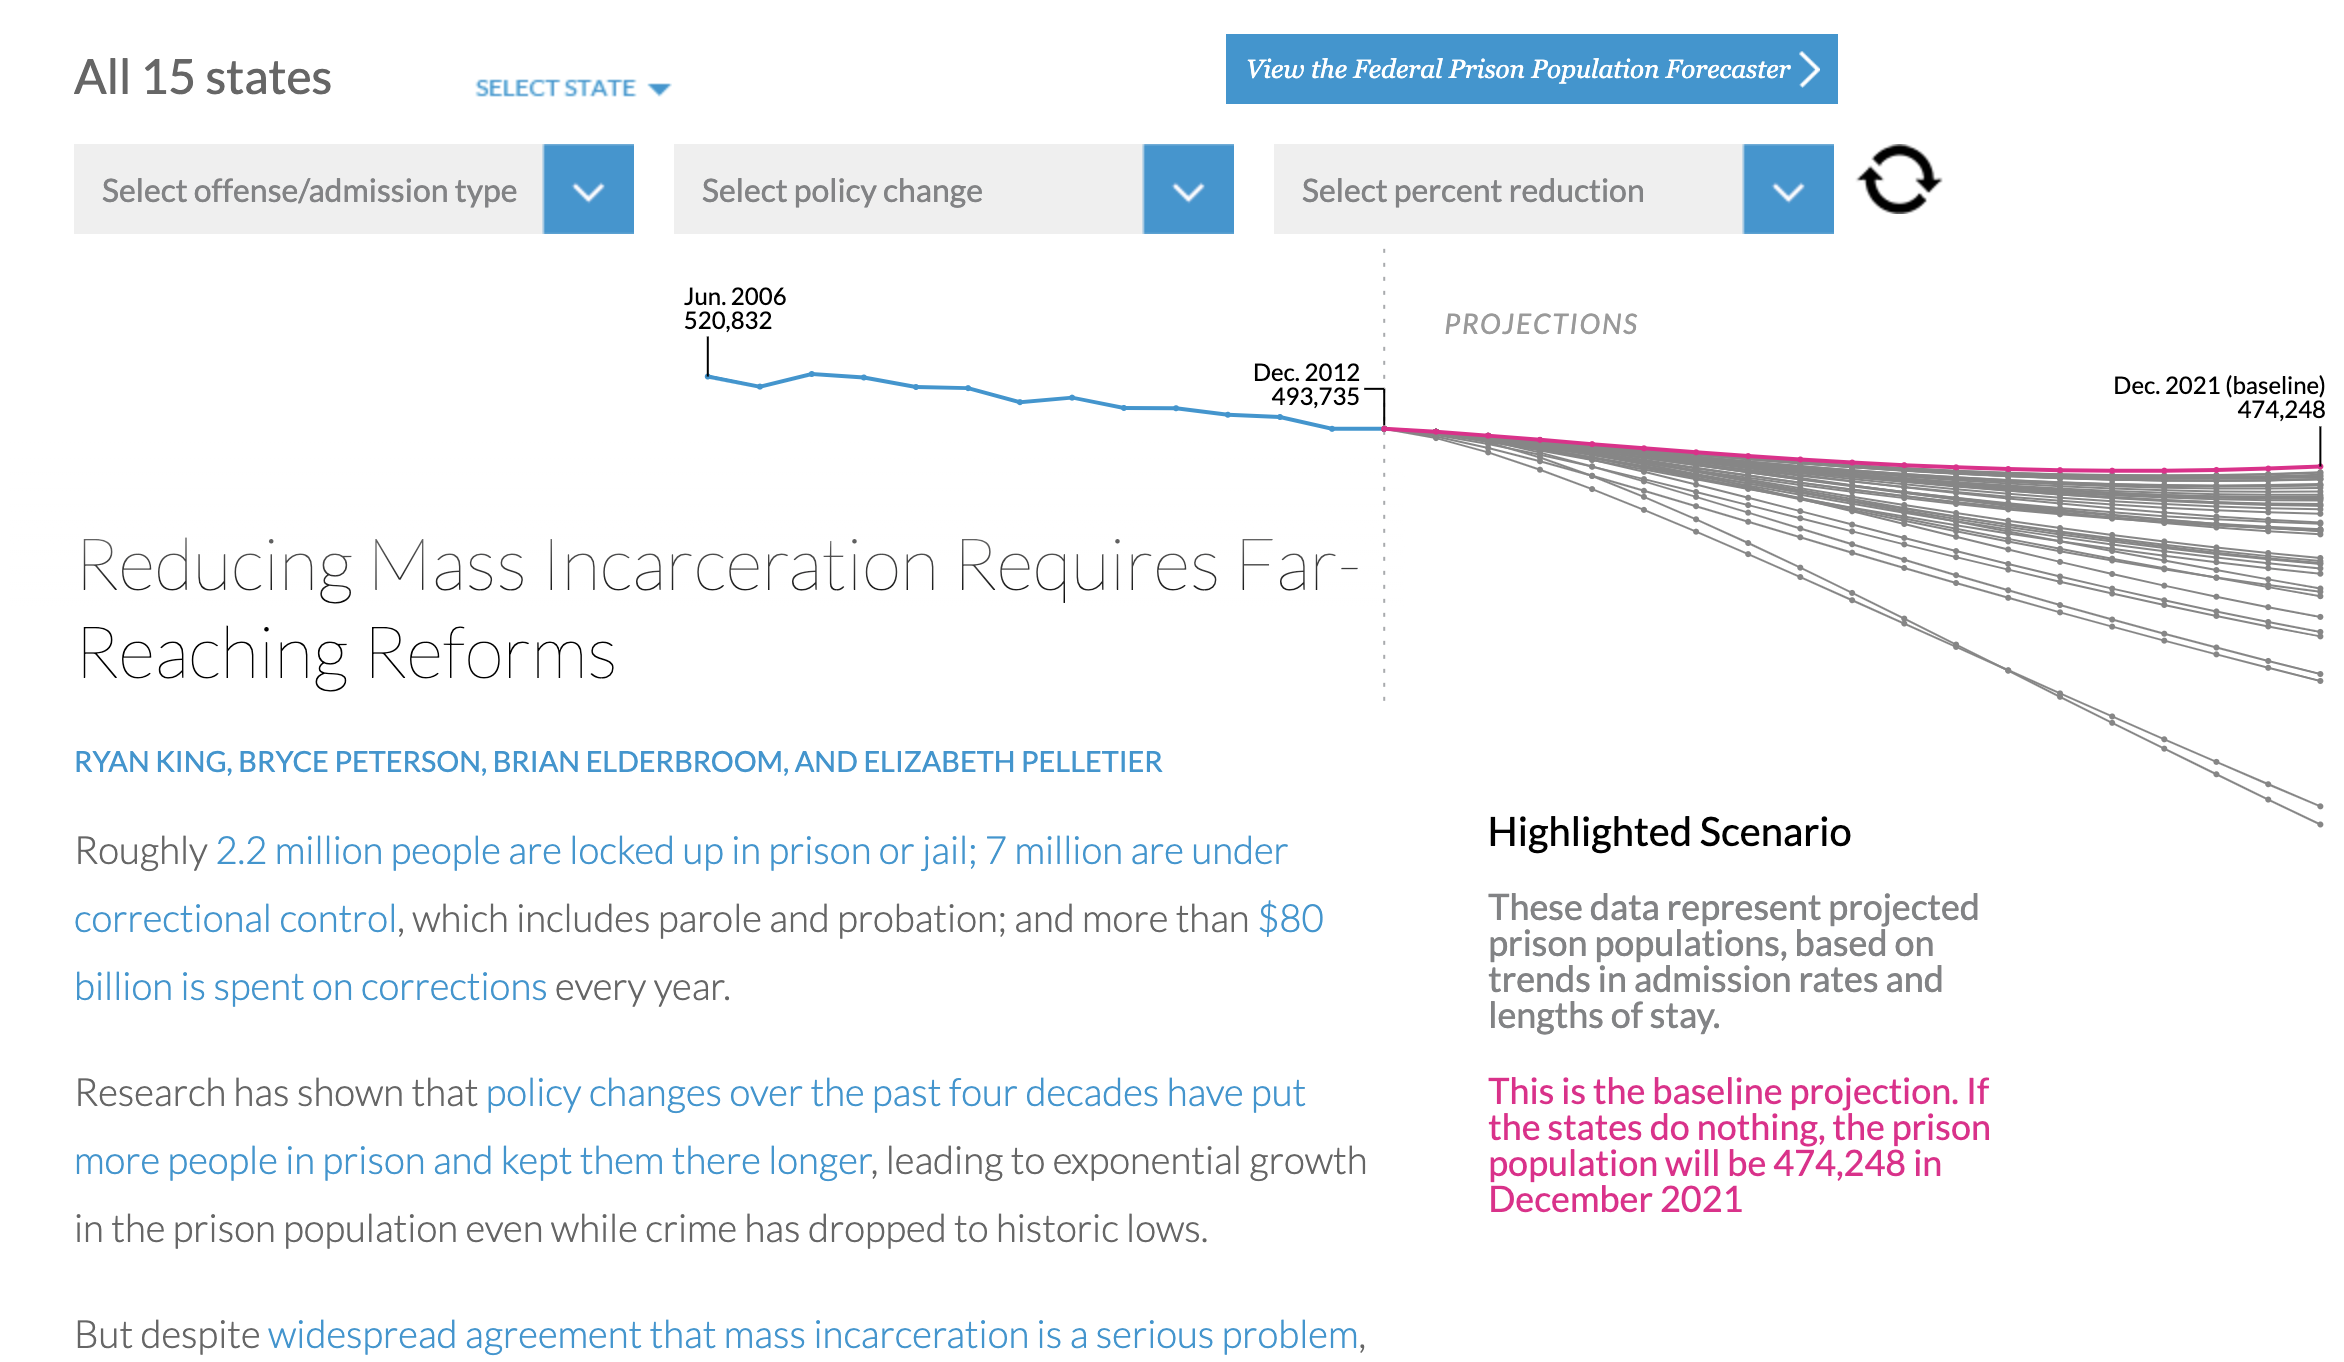 All 15 states
SELECT STATE
View the Federal Prison Population Forecaster
Select offense/admission type
Select policy change
Select percent reduction
Jun. 2006
520,832
Dec. 2012
493,735
PROJECTIONS
Dec. 2021 (baseline)
474,248
Reducing Mass Incarceration Requires Far-
Reaching Reforms
RYAN KING, BRYCE PETERSON, BRIAN ELDERBROOM, AND ELIZABETH PELLETIER
Roughly 2.2 million people are locked up in prison or jail; 7 million are under
correctional control, which includes parole and probation; and more than $80
billion is spent on corrections every year.
Research has shown that policy changes over the past four decades have put
more people in prison and kept them there longer, leading to exponential growth
in the prison population even while crime has dropped to historic lows.
But despite widespread agreement that mass incarceration is a serious problem,
Highlighted Scenario
These data represent projected
prison populations, based on
trends in admission rates and
lengths of stay.
This is the baseline projection. If
the states do nothing, the prison
population will be 474,248 in
December 2021